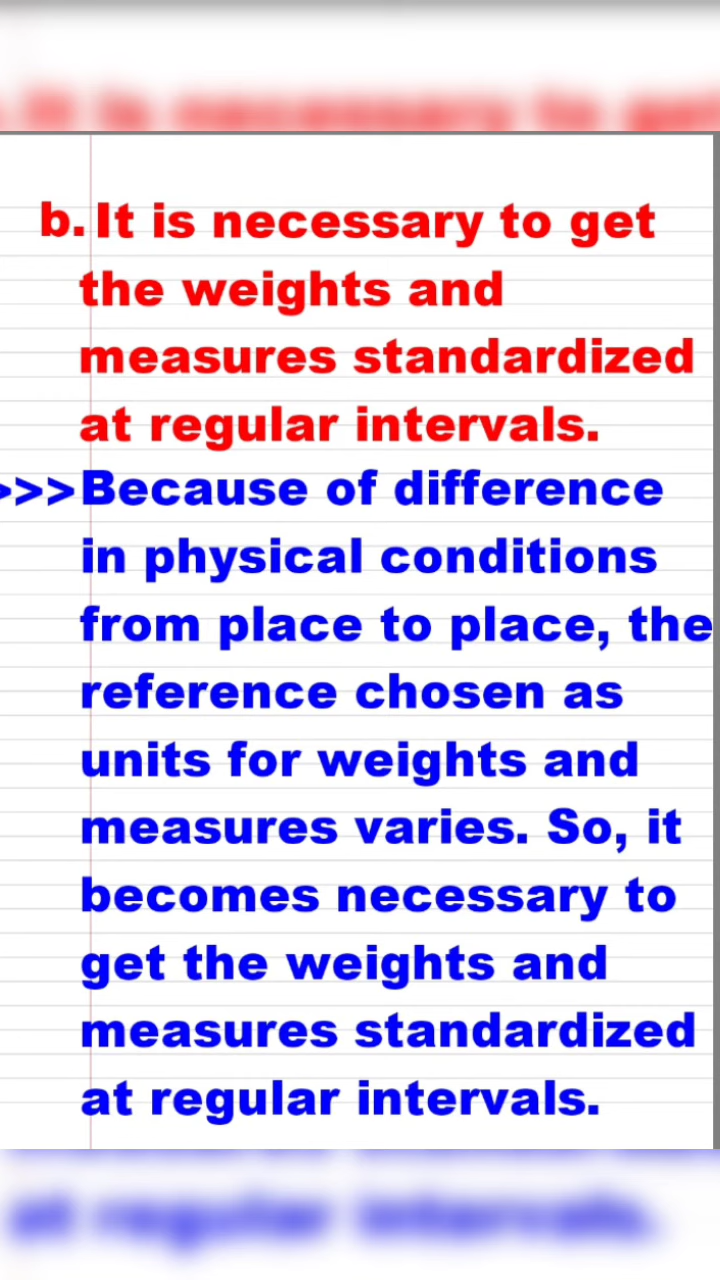 b. It is necessary to get
the weights and
measures standardized
at regular intervals.
>>>Because of difference
in physical conditions
from place to place, the
reference chosen as
units for weights and
measures varies. So, it
becomes necessary to
get the weights and
measures standardized
at regular intervals.